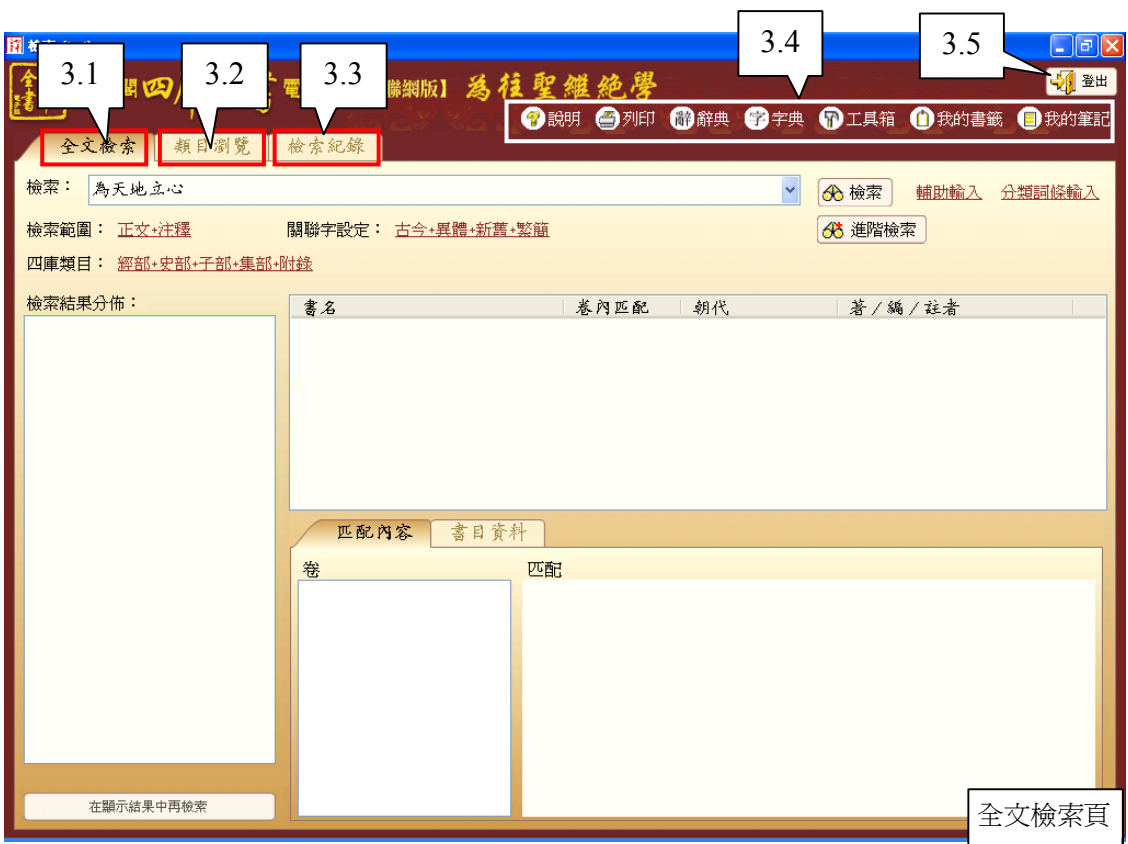 3.4
3.5
3.1
3.2
3.3
聯網版】 為往聖繼絕學
登出
說明 列印 辭 辭典 字 字典 工具箱 我的書籤 我的筆記
全文檢索 類目瀏覽 檢索紀錄
檢索： 為天地立心 檢索 輔助輸入 分類詞條輸入
檢索範圍： 正文+注釋 關聯字設定： 古今+異體+新舊+繁簡 進階檢索
四庫類目： 經部+史部+子部+集部+附錄
檢索結果分佈：
書名 卷內匹配 朝代 著/編/註者
匹配內容 書目資料
卷 匹配
在顯示結果中再檢索
全文檢索頁